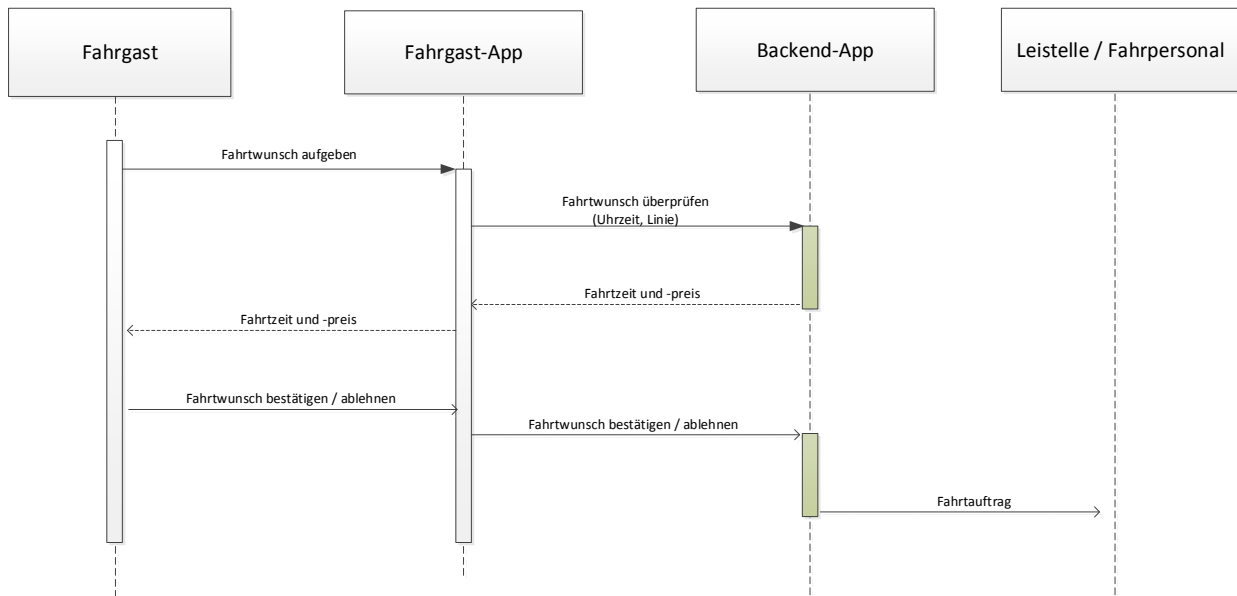 Fahrgast
Fahrgast-App
Backend-App
Leistelle / Fahrpersonal
Fahrtwunsch aufgeben
Fahrtwunsch überprüfen
(Uhrzeit, Linie)
Fahrtzeit und -preis
Fahrtzeit und -preis
Fahrtwunsch bestätigen / ablehnen
Fahrtwunsch bestätigen / ablehnen
Fahrtauftrag